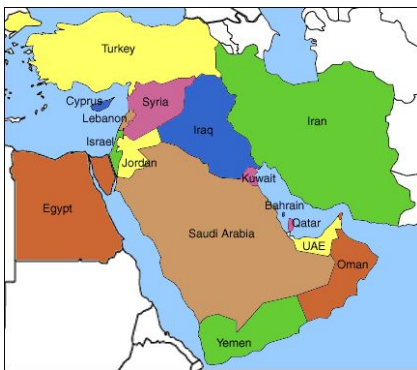 Turkey
Cyprus
Syria
Lebanon
Iraq
Iran
Israel
Jordan
Kuwait
Egypt
Bahrain
Qatar
Saudi Arabia
UAE
Oman
Yemen